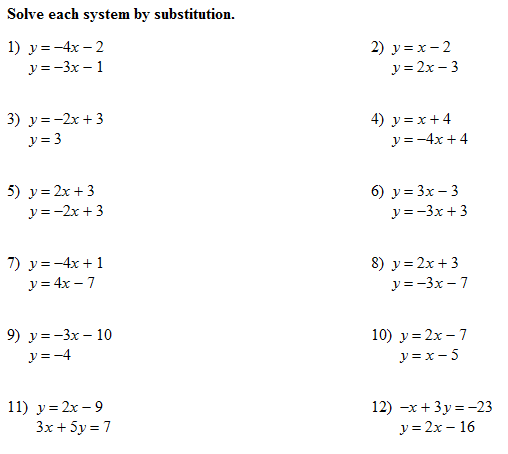 Solve each system by substitution.
1) y = −4x − 2
y = −3x − 1
2) y = x − 2
y = 2x − 3
3) y = −2x + 3
y = 3
4) y = x + 4
y = −4x + 4
5) y = 2x + 3
y = −2x + 3
6) y = 3x − 3
y = −3x + 3
7) y = −4x + 1
y = 4x − 7
8) y = 2x + 3
y = −3x − 7
9) y = −3x − 10
y = −4
10) y = 2x − 7
y = x − 5
11) y = 2x − 9
3x + 5y = 7
12) −x + 3y = −23
y = 2x − 16